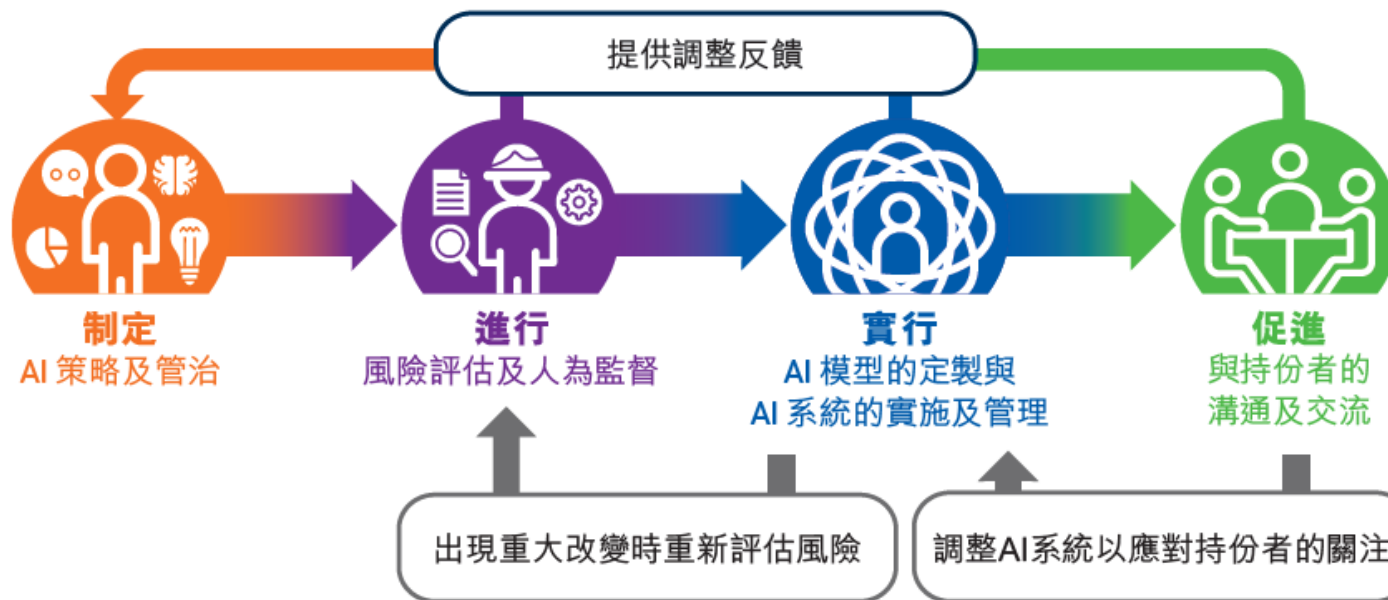 提供調整反饋
制定
AI 策略及管治
進行
風險評估及人為監督
實行
AI 模型的定製與
AI 系統的實施及管理
促進
與持份者的
溝通及交流
出現重大改變時重新評估風險
調整AI系統以應對持份者的關注